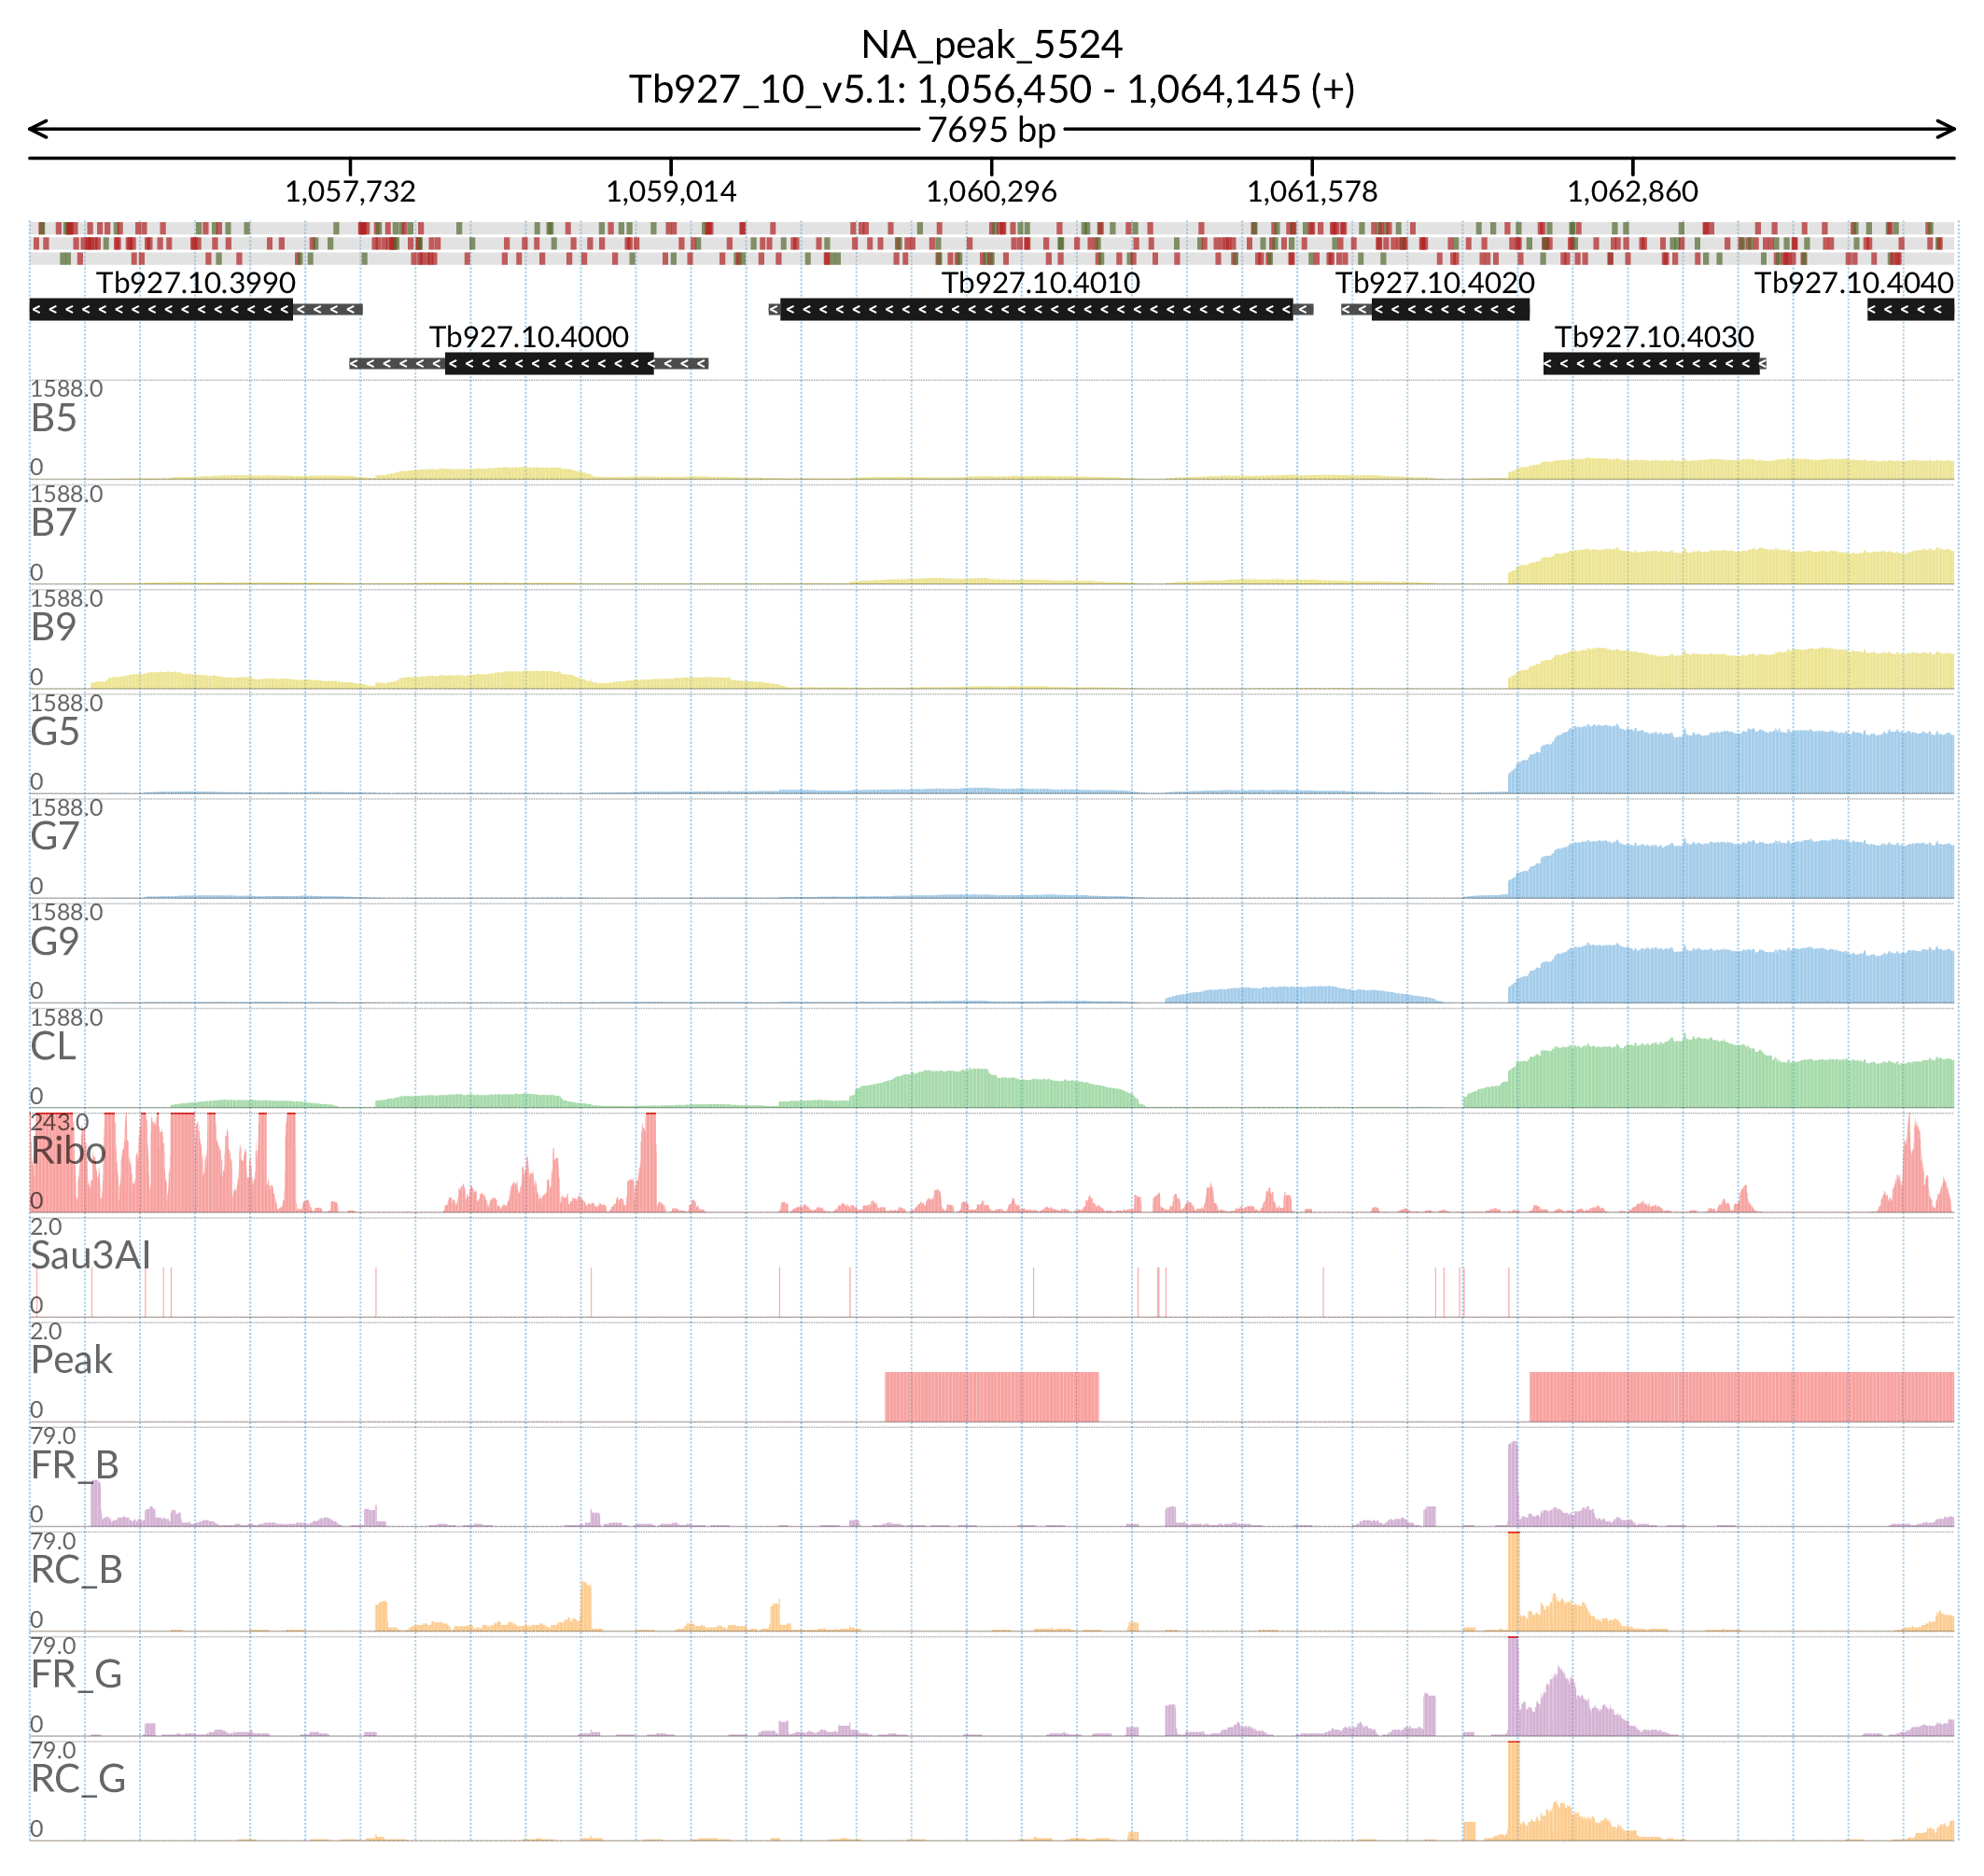 NA_peak_5524
Tb927_10_v5.1: 1,056,450 - 1,064,145 (+)
7695 bp
1,057,732 1,059,014 1,060,296 1,061,578 1,062,860
Tb927.10.3990 Tb927.10.4010 Tb927.10.4020 Tb927.10.4040
Tb927.10.4000 Tb927.10.4030
1588.0
B5
0
1588.0
B7
0
1588.0
B9
0
1588.0
G5
0
1588.0
G7
0
1588.0
G9
0
1588.0
CL
0
243.0
Ribo
0
2.0
Sau3AI
0
2.0
Peak
0
79.0
FR_B
0
79.0
RC_B
0
79.0
FR_G
0
79.0
RC_G
0